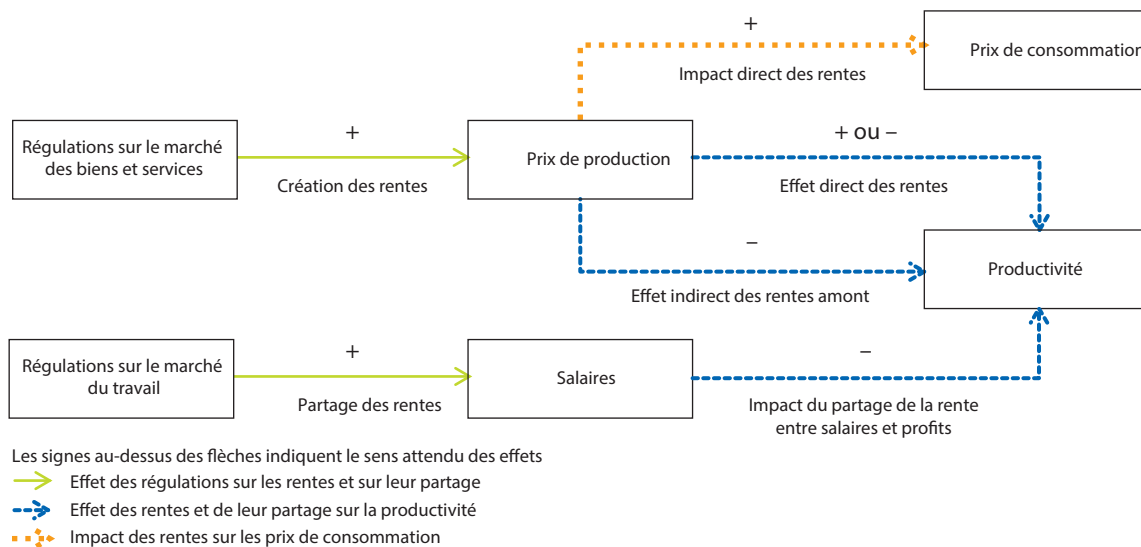 +
Prix de consommation
Impact direct des rentes
Régulations sur le marché
des biens et services
+
Création des rentes
Prix de production
+ ou –
Effet direct des rentes
–
Effet indirect des rentes amont
Productivité
Régulations sur le marché
du travail
+
Partage des rentes
Salaires
–
Impact du partage de la rente
entre salaires et profits
Les signes au-dessus des flèches indiquent le sens attendu des effets
Effet des régulations sur les rentes et sur leur partage
Effet des rentes et de leur partage sur la productivité
Impact des rentes sur les prix de consommation